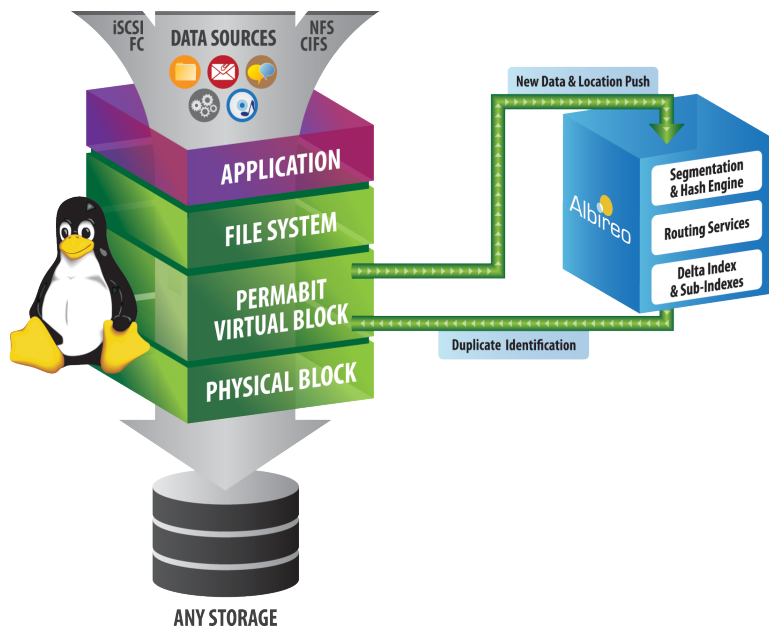 iSCSI
FC
DATA SOURCES
NFS
CIFS
APPLICATION
FILE SYSTEM
PERMABIT
VIRTUAL BLOCK
PHYSICAL BLOCK
ANY STORAGE
New Data & Location Push
Albireo
Segmentation
& Hash Engine
Routing Services
Delta Index
& Sub-Indexes
Duplicate Identification